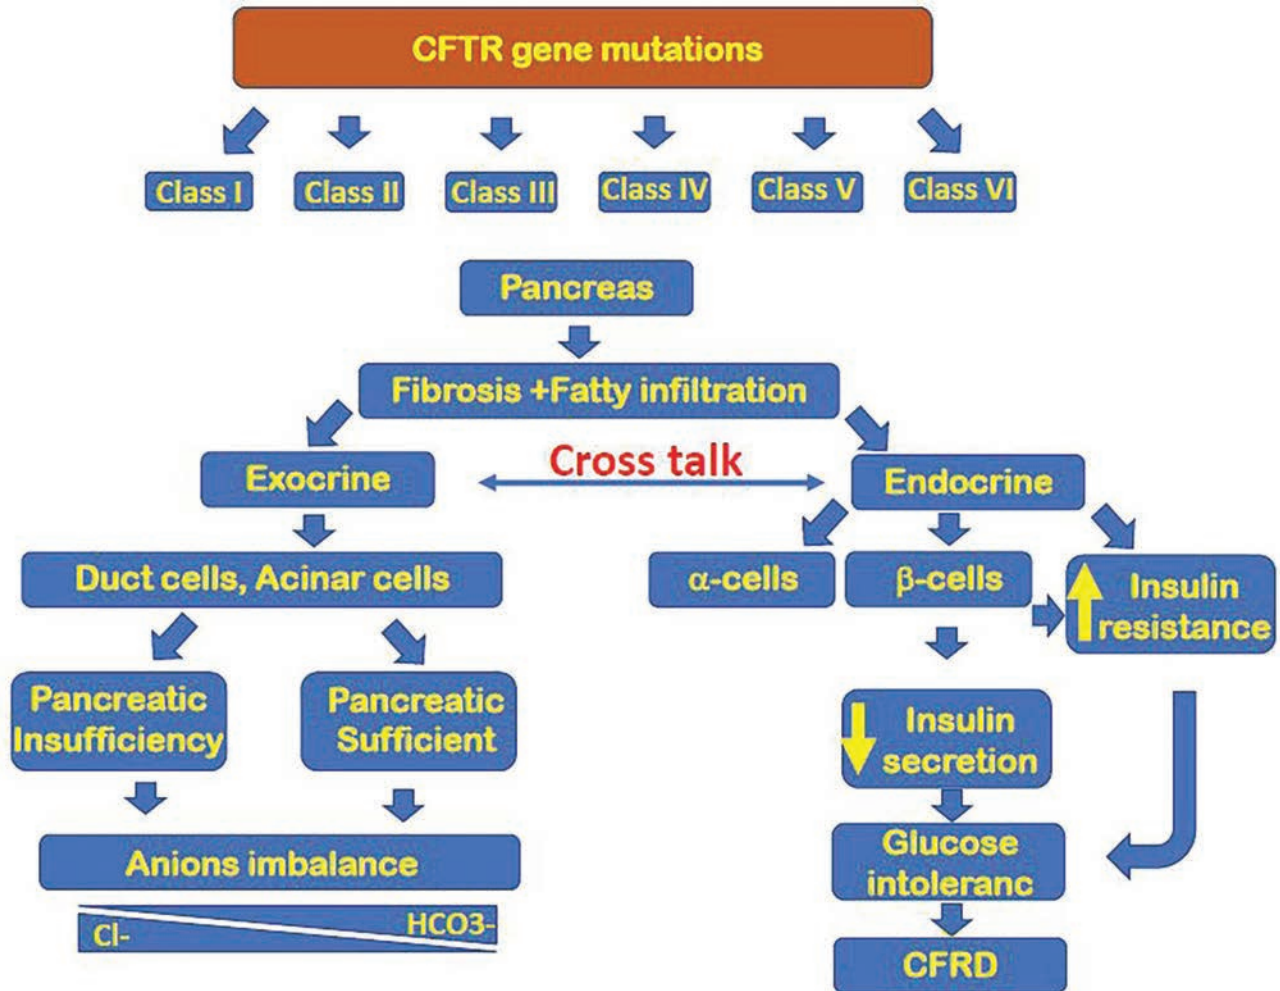 CFTR gene mutations
Class I
Class II
Class III
Class IV
Class V
Class VI
Pancreas
Fibrosis +Fatty infiltration
Cross talk
Exocrine
Endocrine
Duct cells, Acinar cells
α-cells
β-cells
Insulin
resistance
Pancreatic
Insufficiency
Pancreatic
Sufficient
Insulin
secretion
Anions imbalance
Glucose
intoleranc
Cl-
HCO3-
CFRD